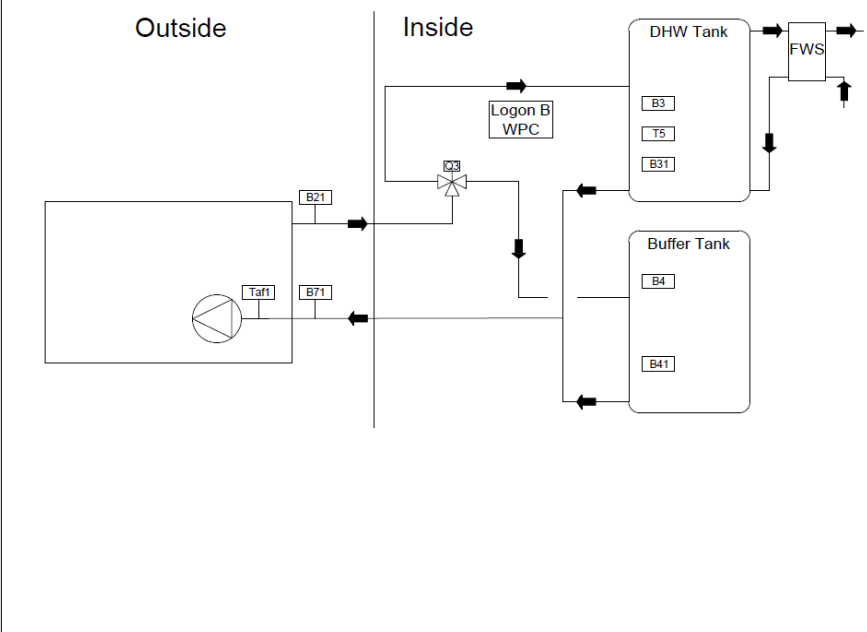 Outside
Inside
DHW Tank
FWS
B3
Logon B
WPC
T5
Q3
B31
B21
Buffer Tank
B4
Taf1
B71
B41